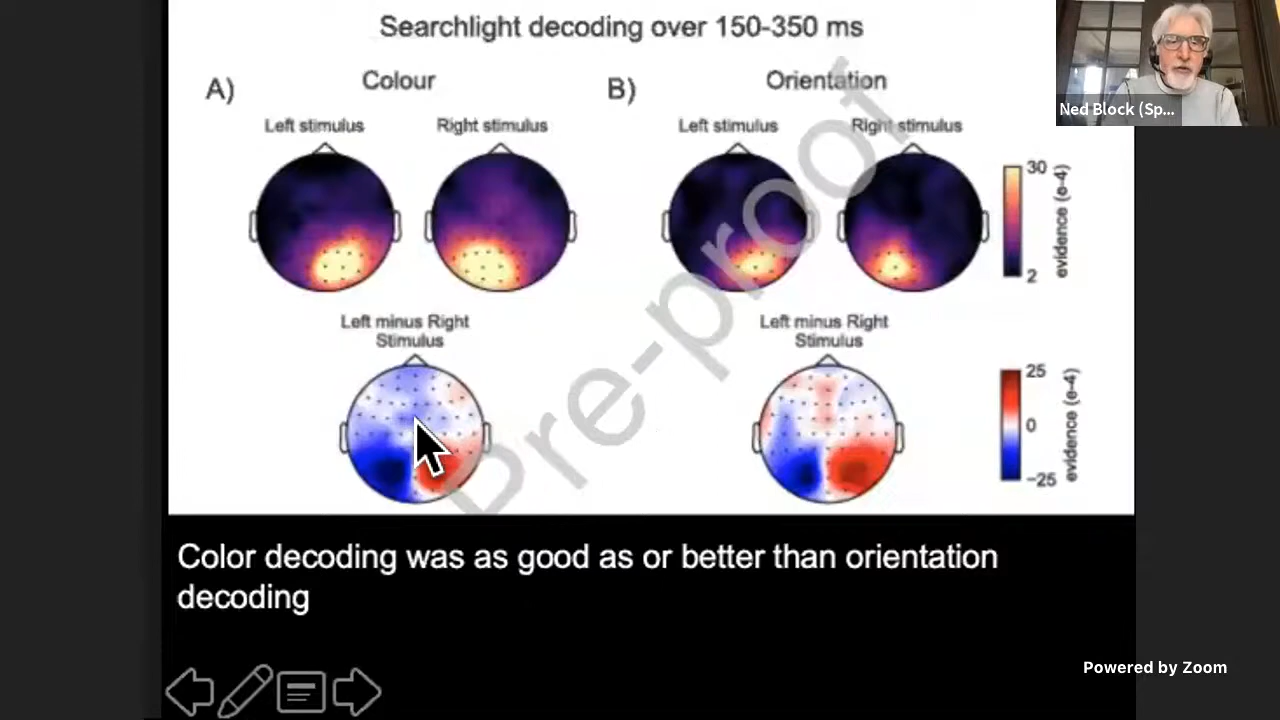 Searchlight decoding over 150-350 ms
A)
Colour
B)
Orientation
Left stimulus
Right stimulus
Left stimulus
Right stimulus
30
2
evidence (e-4)
Left minus Right
Stimulus
Left minus Right
Stimulus
25
0
−25
evidence (e-4)
Pre-proof
Color decoding was as good as or better than orientation
decoding
Ned Block (Sp...
Powered by Zoom